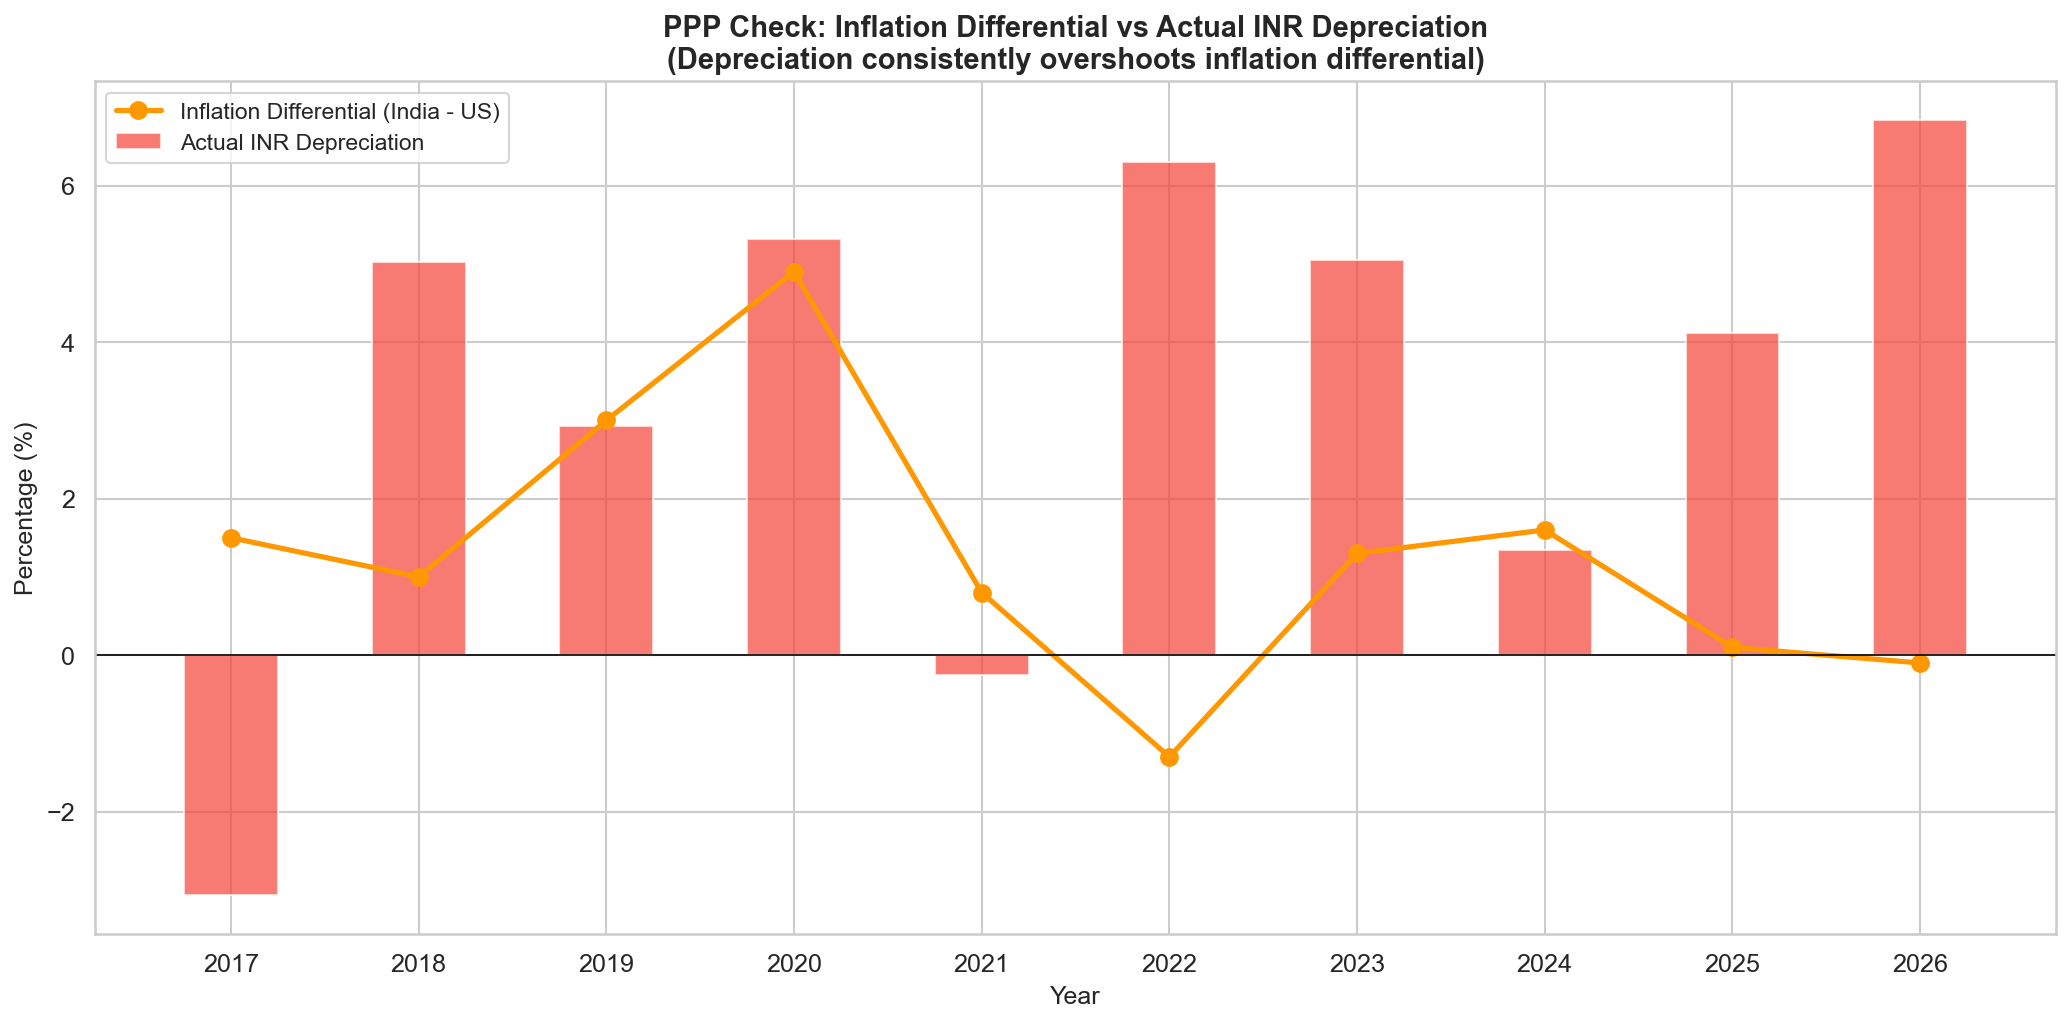 PPP Check: Inflation Differential vs Actual INR Depreciation
(Depreciation consistently overshoots inflation differential)
Inflation Differential (India - US)
Actual INR Depreciation
Percentage (%)
6
4
2
0
−2
2017 2018 2019 2020 2021 2022 2023 2024 2025 2026
Year